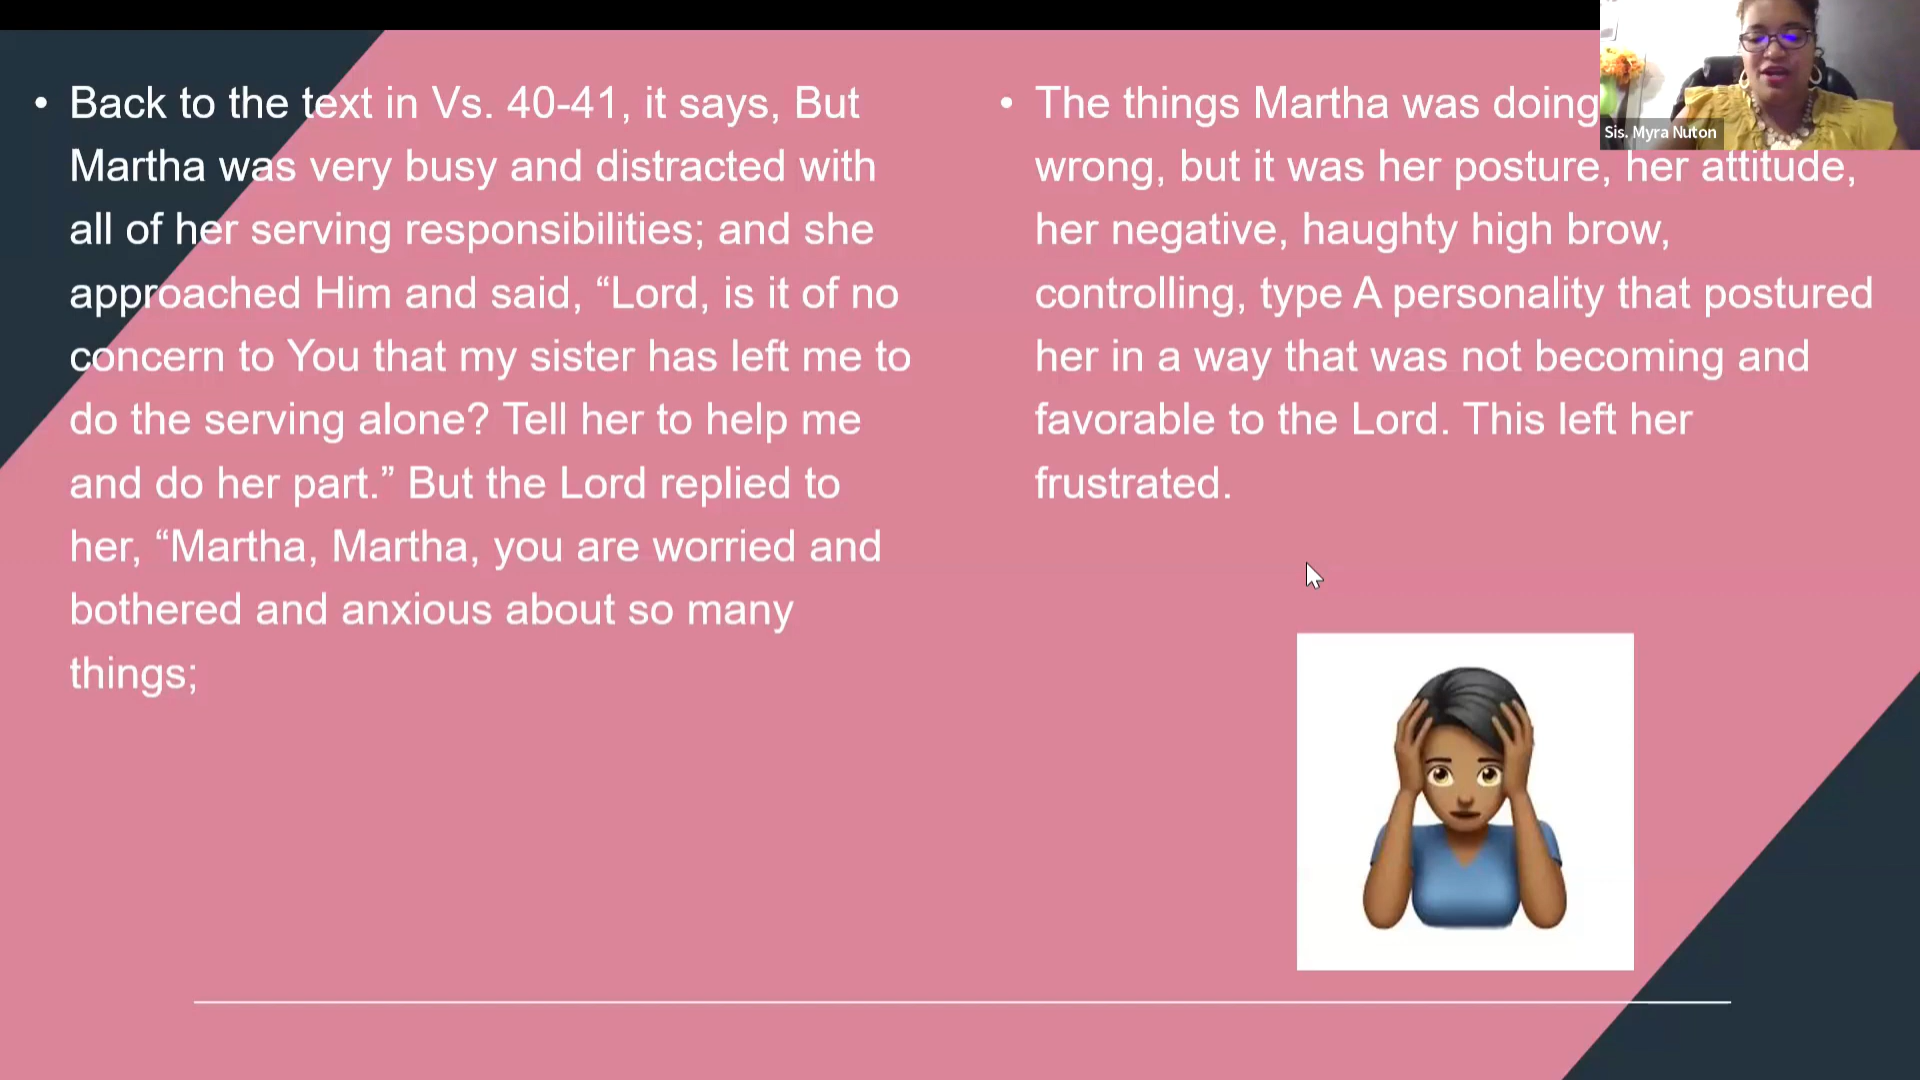 • Back to the text in Vs. 40-41, it says, But
Martha was very busy and distracted with
all of her serving responsibilities; and she
approached Him and said, “Lord, is it of no
concern to You that my sister has left me to
do the serving alone? Tell her to help me
and do her part.” But the Lord replied to
her, “Martha, Martha, you are worried and
bothered and anxious about so many
things;
• The things Martha was doing
wrong, but it was her posture, her attitude,
her negative, haughty high brow,
controlling, type A personality that postured
her in a way that was not becoming and
favorable to the Lord. This left her
frustrated.
Sis. Myra Nuton